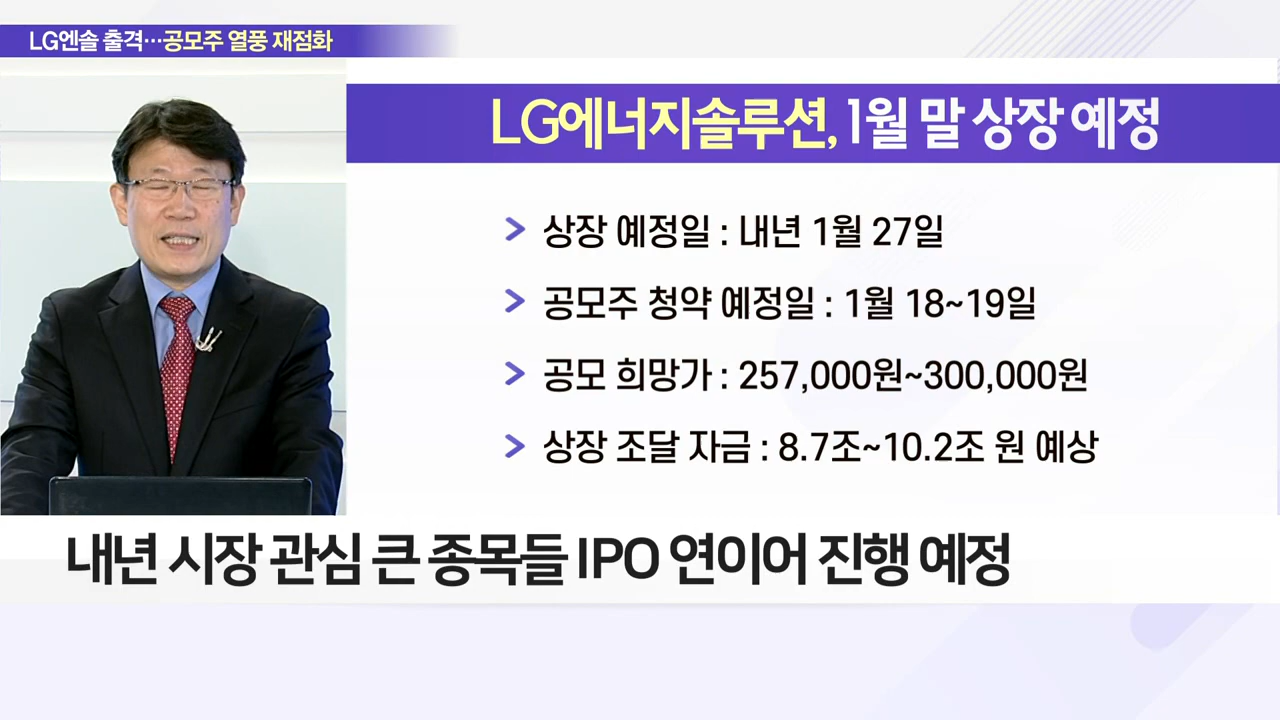 LG엔솔 출격…공모주 열풍 재점화
LG에너지솔루션, 1월 말 상장 예정
> 상장 예정일 : 내년 1월 27일
> 공모주 청약 예정일 : 1월 18~19일
> 공모 희망가 : 257,000원~300,000원
> 상장 조달 자금 : 8.7조~10.2조 원 예상
내년 시장 관심 큰 종목들 IPO 연이어 진행 예정